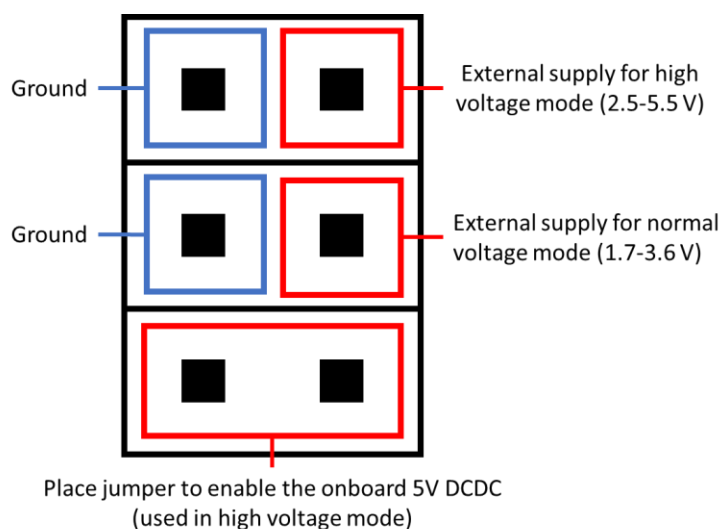 Ground
External supply for high
voltage mode (2.5-5.5 V)
Ground
External supply for normal
voltage mode (1.7-3.6 V)
Place jumper to enable the onboard 5V DCDC
(used in high voltage mode)